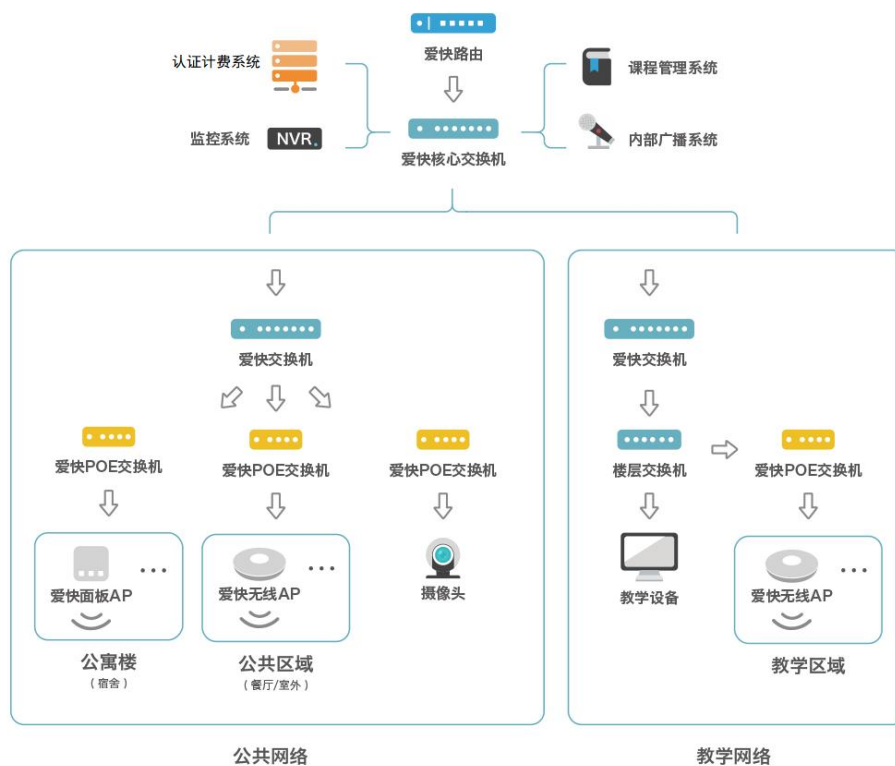 爱快路由
认证计费系统
课程管理系统
监控系统
NVR.
内部广播系统
爱快核心交换机
爱快交换机
爱快POE交换机
爱快POE交换机
爱快POE交换机
爱快面板AP
爱快无线AP
摄像头
公寓楼
（宿舍）
公共区域
（餐厅/室外）
公共网络
爱快交换机
楼层交换机
爱快POE交换机
教学设备
爱快无线AP
教学区域
教学网络